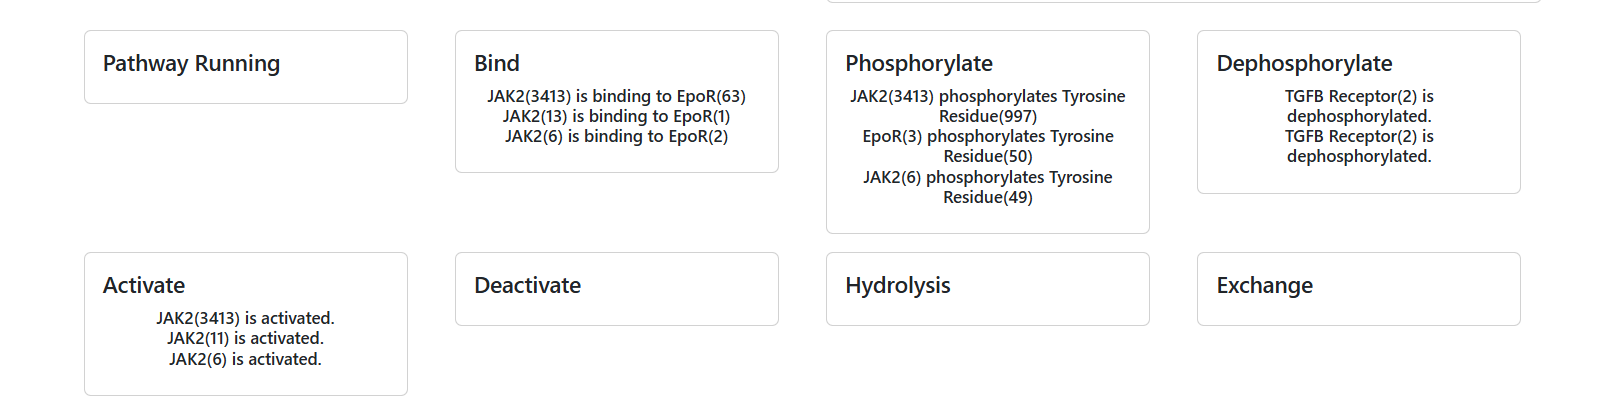 Pathway Running
Bind
JAK2(3413) is binding to EpoR(63)
JAK2(13) is binding to EpoR(1)
JAK2(6) is binding to EpoR(2)
Phosphorylate
JAK2(3413) phosphorylates Tyrosine
Residue(997)
EpoR(3) phosphorylates Tyrosine
Residue(50)
JAK2(6) phosphorylates Tyrosine
Residue(49)
Dephosphorylate
TGFB Receptor(2) is
dephosphorylated.
TGFB Receptor(2) is
dephosphorylated.
Activate
JAK2(3413) is activated.
JAK2(11) is activated.
JAK2(6) is activated.
Deactivate
Hydrolysis
Exchange